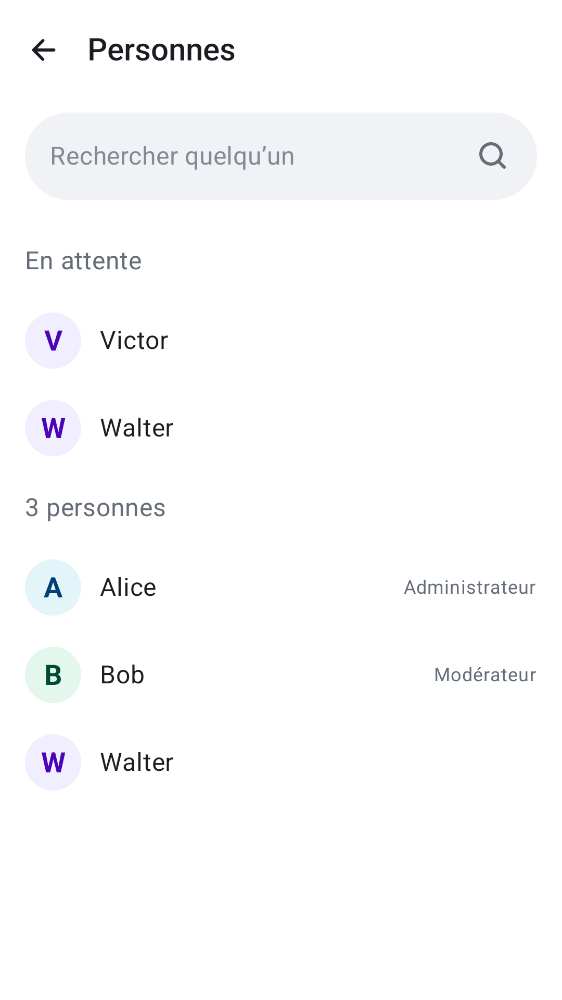 Personnes
Rechercher quelqu’un
En attente
V Victor
W Walter
3 personnes
A Alice Administrateur
B Bob Modérateur
W Walter